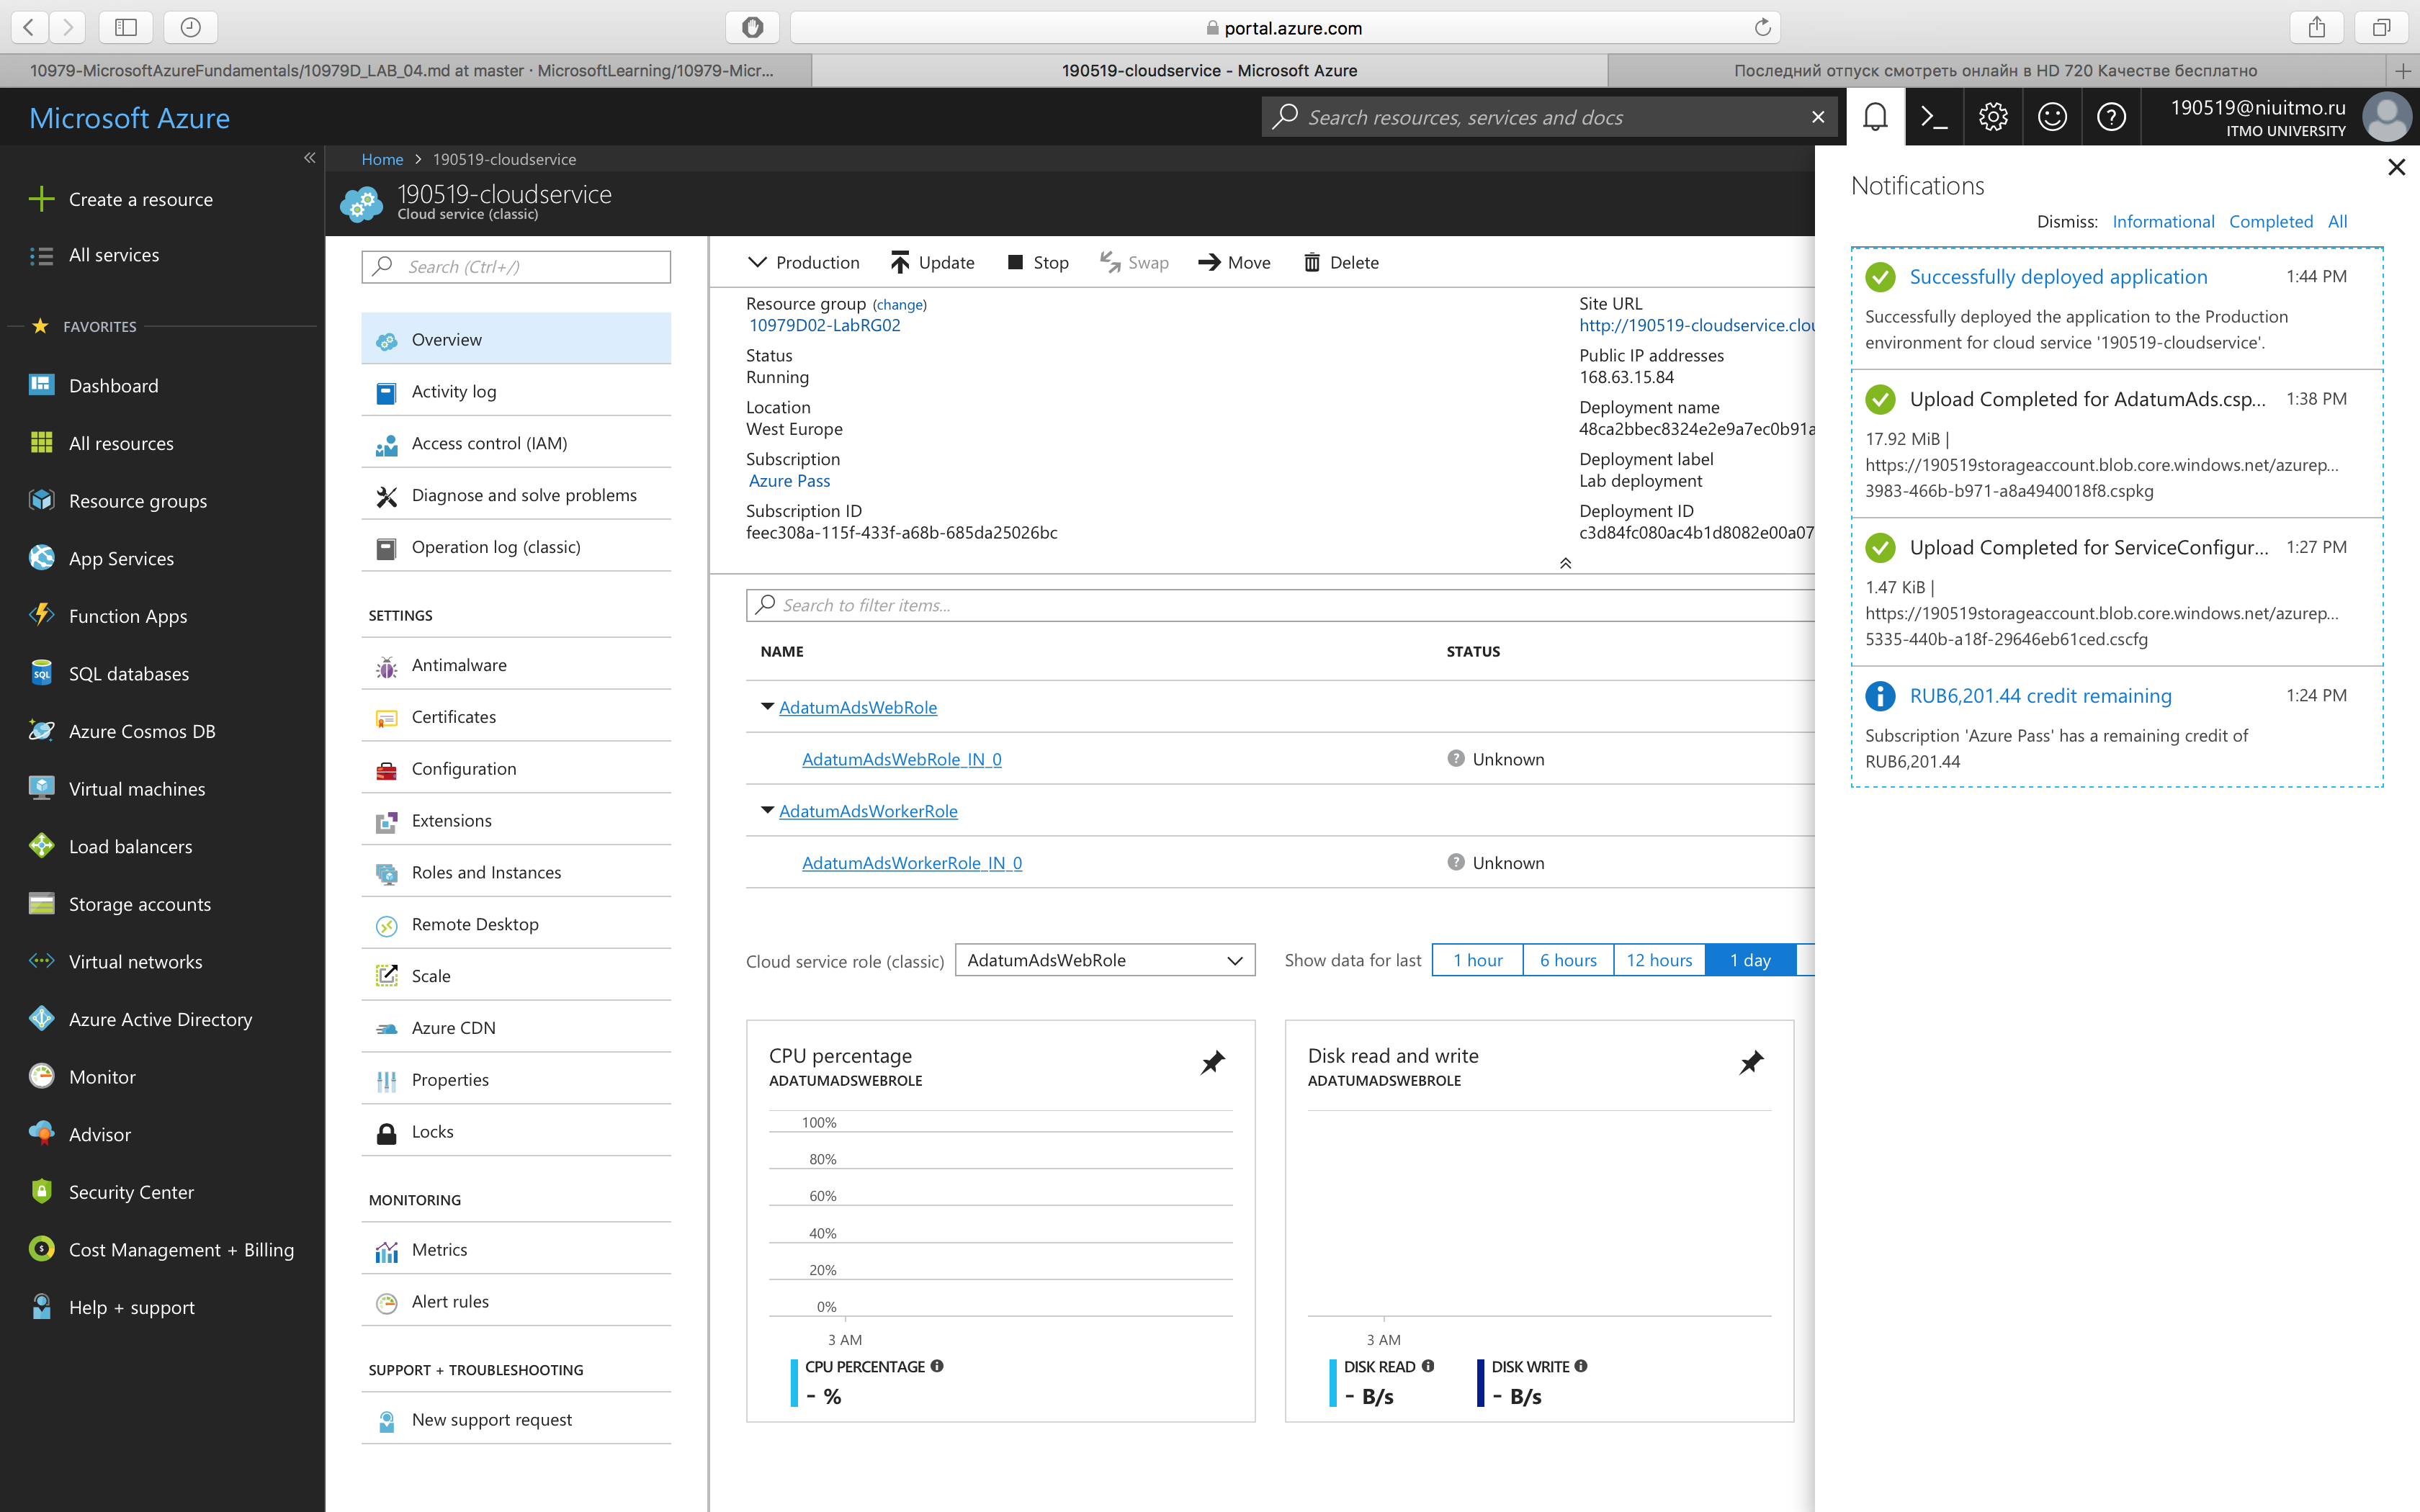 portal.azure.com
10979-MicrosoftAzureFundamentals/10979D_LAB_04.md at master · MicrosoftLearning/10979-Micr...
190519-cloudservice - Microsoft Azure
Последний отпуск смотреть онлайн в HD 720 Качестве бесплатно
Microsoft Azure
Search resources, services and docs
190519@niuitmo.ru
ITMO UNIVERSITY
Create a resource
All services
FAVORITES
Dashboard
All resources
Resource groups
App Services
Function Apps
SQL databases
Azure Cosmos DB
Virtual machines
Load balancers
Storage accounts
Virtual networks
Azure Active Directory
Monitor
Advisor
Security Center
Cost Management + Billing
Help + support
Home > 190519-cloudservice
190519-cloudservice
Cloud service (classic)
Search (Ctrl+/)
Overview
Activity log
Access control (IAM)
Diagnose and solve problems
Operation log (classic)
SETTINGS
Antimalware
Certificates
Configuration
Extensions
Roles and Instances
Remote Desktop
Scale
Azure CDN
Properties
Locks
MONITORING
Metrics
Alert rules
SUPPORT + TROUBLESHOOTING
New support request
Production Update Stop Swap Move Delete
Resource group (change)
10979D02-LabRG02
Status
Running
Location
West Europe
Subscription
Azure Pass
Subscription ID
feec308a-115f-433f-a68b-685da25026bc
Site URL
http://190519-cloudservice.clou
Public IP addresses
168.63.15.84
Deployment name
48ca2bbec8324e2e9a7ec0b91a
Deployment label
Lab deployment
Deployment ID
c3d84fc080ac4b1d8082e00a07
Search to filter items...
NAME STATUS
AdatumAdsWebRole
AdatumAdsWebRole_IN_0 Unknown
AdatumAdsWorkerRole
AdatumAdsWorkerRole_IN_0 Unknown
Cloud service role (classic) AdatumAdsWebRole Show data for last 1 hour 6 hours 12 hours 1 day
CPU percentage
ADATUMADSWEBROLE
100%
80%
60%
40%
20%
0%
3 AM
CPU PERCENTAGE
- %
Disk read and write
ADATUMADSWEBROLE
3 AM
DISK READ
- B/s
DISK WRITE
- B/s
Notifications
Dismiss: Informational Completed All
Successfully deployed application 1:44 PM
Successfully deployed the application to the Production
environment for cloud service '190519-cloudservice'.
Upload Completed for AdatumAds.csp... 1:38 PM
17.92 MiB |
https://190519storageaccount.blob.core.windows.net/azurep...
3983-466b-b971-a8a4940018f8.cspkg
Upload Completed for ServiceConfigur... 1:27 PM
1.47 KiB |
https://190519storageaccount.blob.core.windows.net/azurep...
5335-440b-a18f-29646eb61ced.cscfg
RUB6,201.44 credit remaining 1:24 PM
Subscription 'Azure Pass' has a remaining credit of
RUB6,201.44